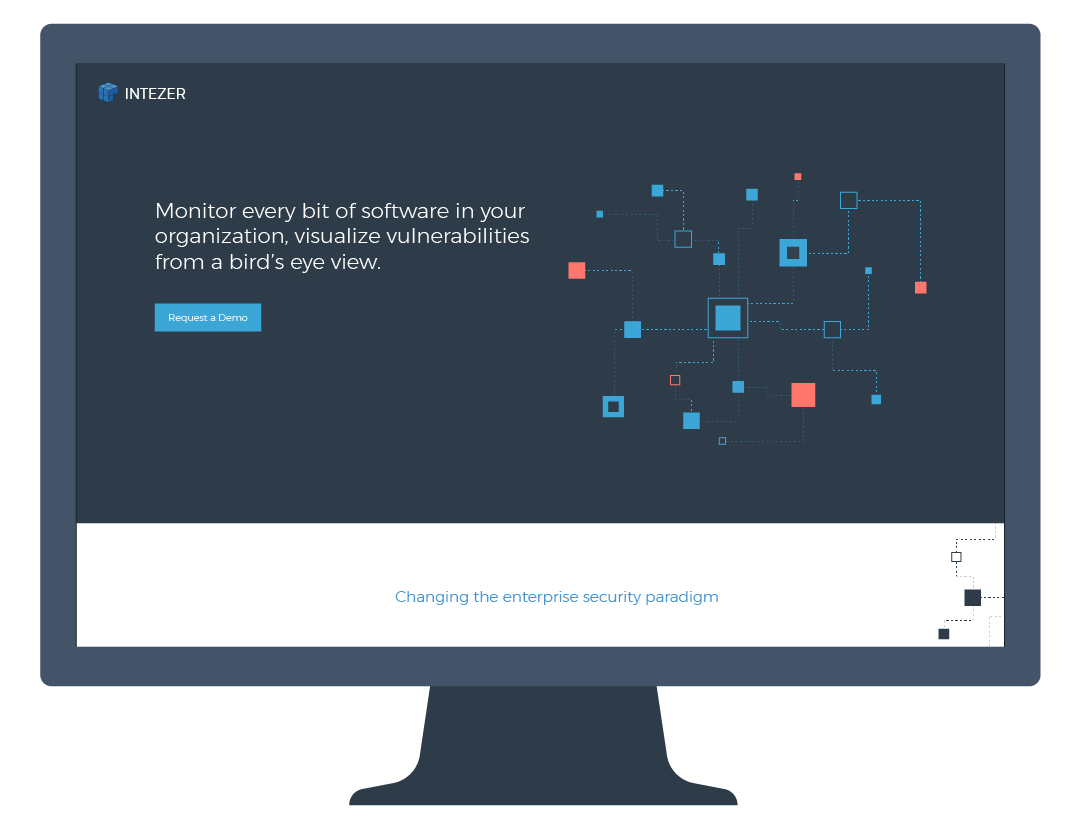 INTEZER
Monitor every bit of software in your
organization, visualize vulnerabilities
from a bird’s eye view.
Request a Demo
Changing the enterprise security paradigm